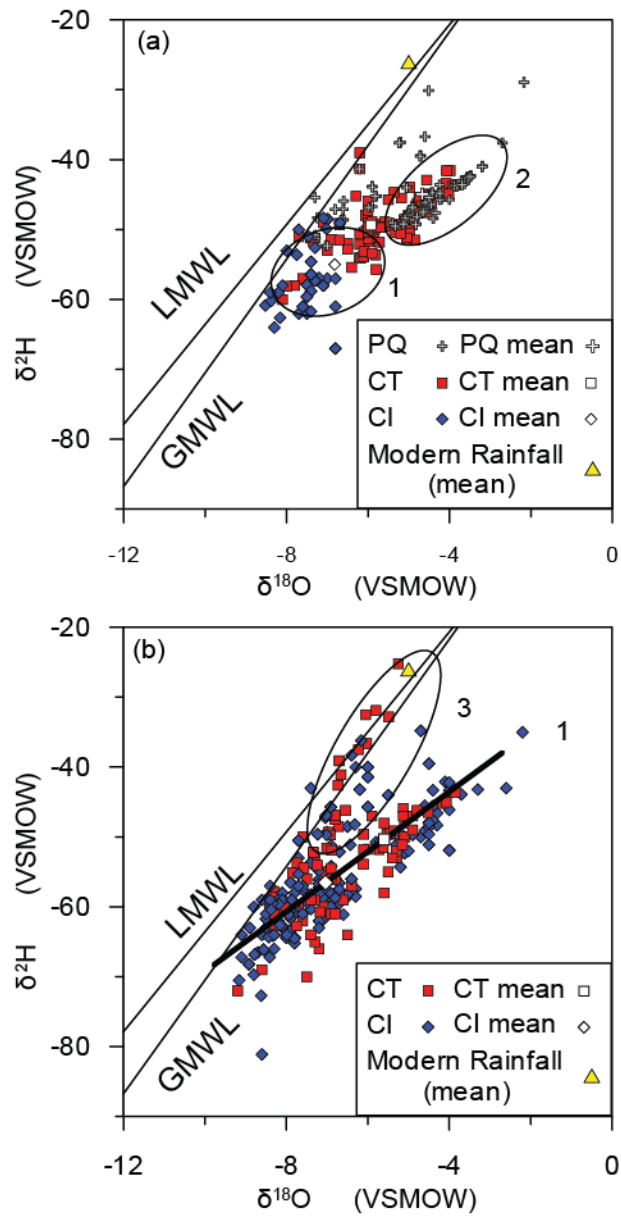 (a)
-20
-40
-60
-80
δ²H (VSMOW)
LMWL
GMWL
1
2
PQ PQ mean
CT CT mean
CI CI mean
Modern Rainfall
(mean)
-12 -8 -4 0
δ¹⁸O (VSMOW)
(b)
-20
-40
-60
-80
δ²H (VSMOW)
LMWL
GMWL
3
1
CT CT mean
CI CI mean
Modern Rainfall
(mean)
-12 -8 -4 0
δ¹⁸O (VSMOW)